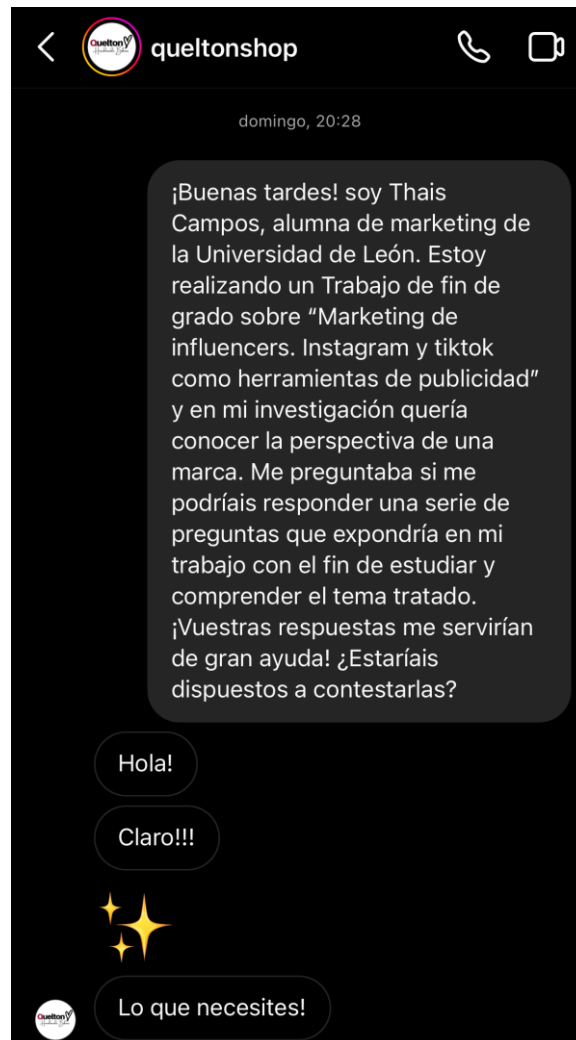 Quelton
queltonshop
domingo, 20:28
¡Buenas tardes! soy Thais
Campos, alumna de marketing de
la Universidad de León. Estoy
realizando un Trabajo de fin de
grado sobre “Marketing de
influencers. Instagram y tiktok
como herramientas de publicidad”
y en mi investigación quería
conocer la perspectiva de una
marca. Me preguntaba si me
podríais responder una serie de
preguntas que expondría en mi
trabajo con el fin de estudiar y
comprender el tema tratado.
¡Vuestras respuestas me servirían
de gran ayuda! ¿Estaríais
dispuestos a contestarlas?
Hola!
Claro!!!
Quelton
Lo que necesites!